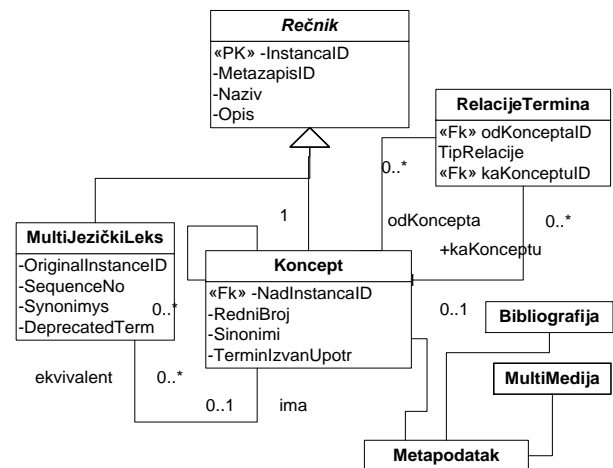 Rečnik
«PK» -InstancaID
-MetazapisID
-Naziv
-Opis
RelacijeTermina
«Fk» odKonceptaID
TipRelacije
«Fk» kaKonceptuID
0..*
1
odKoncepta
0..*
+kaKonceptu
MultiJezičkiLeks
-OriginalInstanceID
-SequenceNo
-Synonimys
-DeprecatedTerm
0..*
Koncept
«Fk» -NadInstancaID
-RedniBroj
-Sinonimi
-TerminIzvanUpotr
0..1
Bibliografija
MultiMedija
ekvivalent
0..*
0..1
ima
Metapodatak